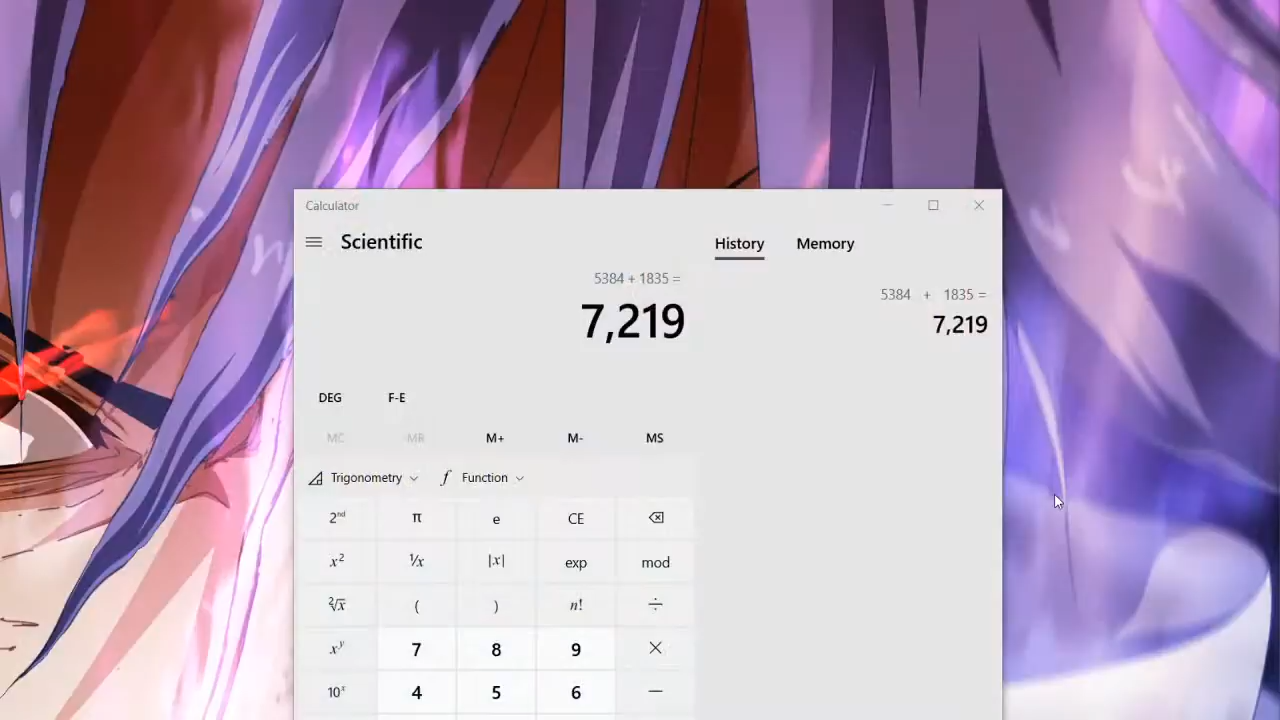 Calculator
Scientific
History Memory
5384 + 1835 =
7,219
5384 + 1835 =
7,219
DEG F-E
MC MR M+ M- MS
Trigonometry f Function
2nd π e CE
x² ¹/x |x| exp mod
²√x ( ) n! ÷
xʸ 7 8 9 ×
10ˣ 4 5 6 −